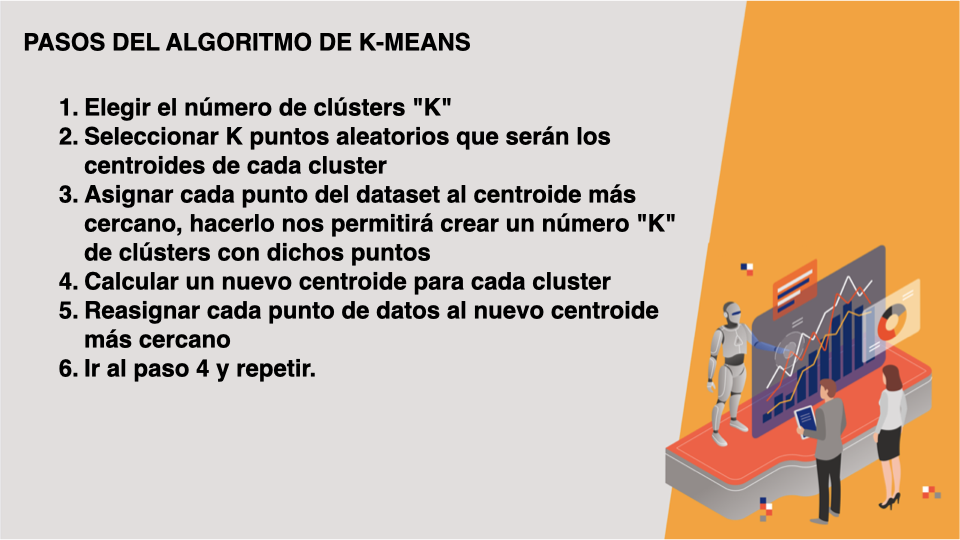 PASOS DEL ALGORITMO DE K-MEANS
1. Elegir el número de clústers "K"
2. Seleccionar K puntos aleatorios que serán los
centroides de cada cluster
3. Asignar cada punto del dataset al centroide más
cercano, hacerlo nos permitirá crear un número "K"
de clústers con dichos puntos
4. Calcular un nuevo centroide para cada cluster
5. Reasignar cada punto de datos al nuevo centroide
más cercano
6. Ir al paso 4 y repetir.